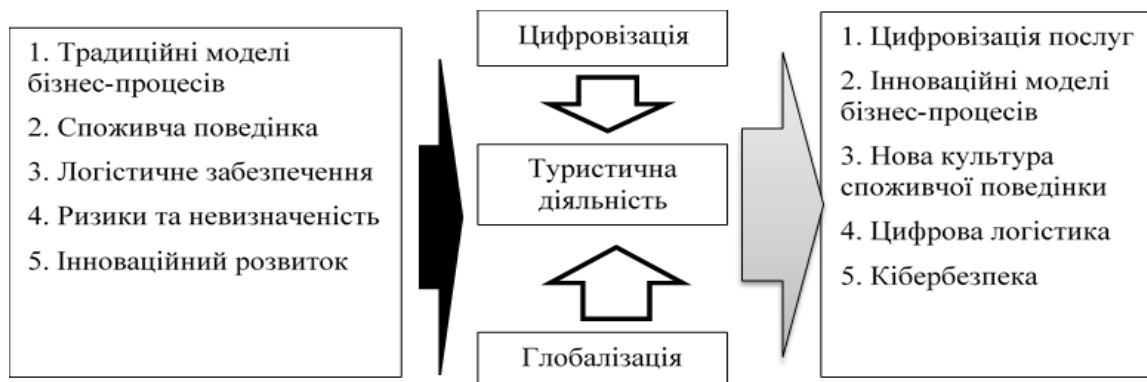 1. Традиційні моделі
бізнес-процесів
2. Споживча поведінка
3. Логістичне забезпечення
4. Ризики та невизначеність
5. Інноваційний розвиток
Цифровізація
Туристична
діяльність
Глобалізація
1. Цифровізація послуг
2. Інноваційні моделі
бізнес-процесів
3. Нова культура
споживчої поведінки
4. Цифрова логістика
5. Кібербезпека